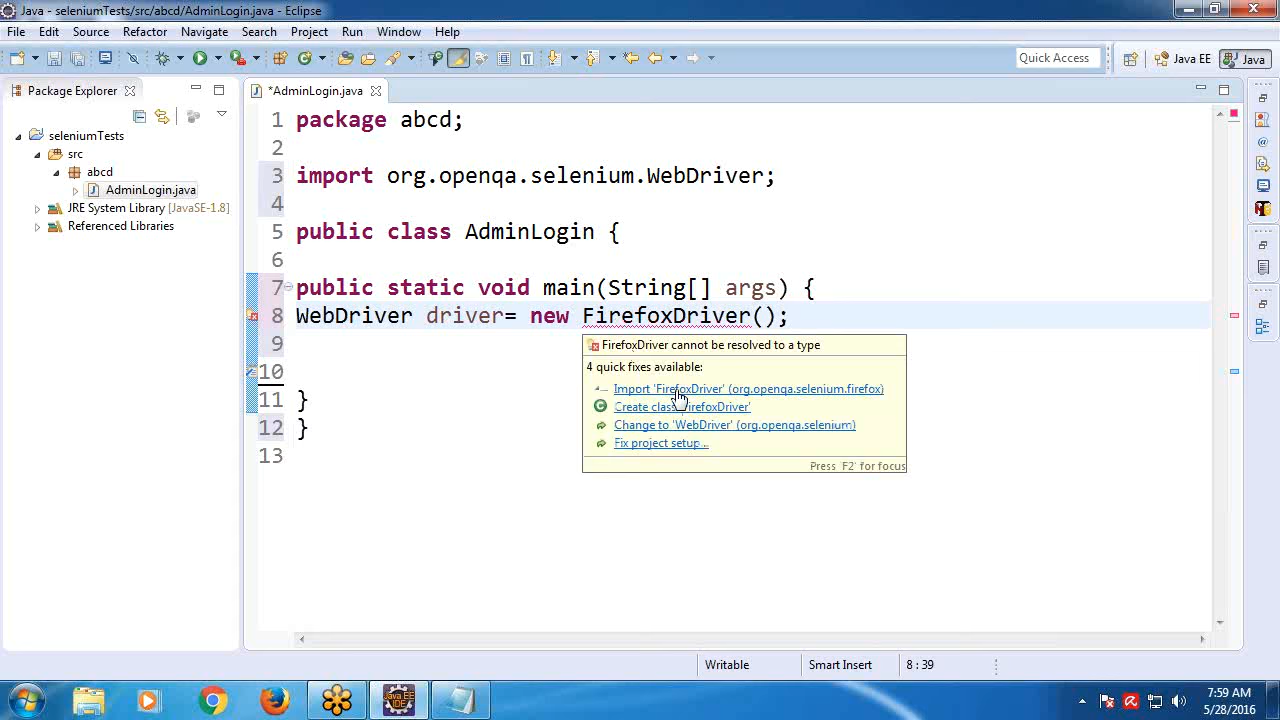 Java - seleniumTests/src/abcd/AdminLogin.java - Eclipse
File Edit Source Refactor Navigate Search Project Run Window Help
Quick Access
Java EE
Java
Package Explorer
*AdminLogin.java
seleniumTests
src
abcd
AdminLogin.java
JRE System Library [JavaSE-1.8]
Referenced Libraries
1 package abcd;
2
3 import org.openqa.selenium.WebDriver;
4
5 public class AdminLogin {
6
7 public static void main(String[] args) {
8 WebDriver driver= new FirefoxDriver();
9
10
11 }
12 }
13
FirefoxDriver cannot be resolved to a type
4 quick fixes available:
Import 'FirefoxDriver' (org.openqa.selenium.firefox)
Create class 'FirefoxDriver'
Change to 'WebDriver' (org.openqa.selenium)
Fix project setup...
Press 'F2' for focus
Writable
Smart Insert
8 : 39
Java EE
IDE
7:59 AM
5/28/2016